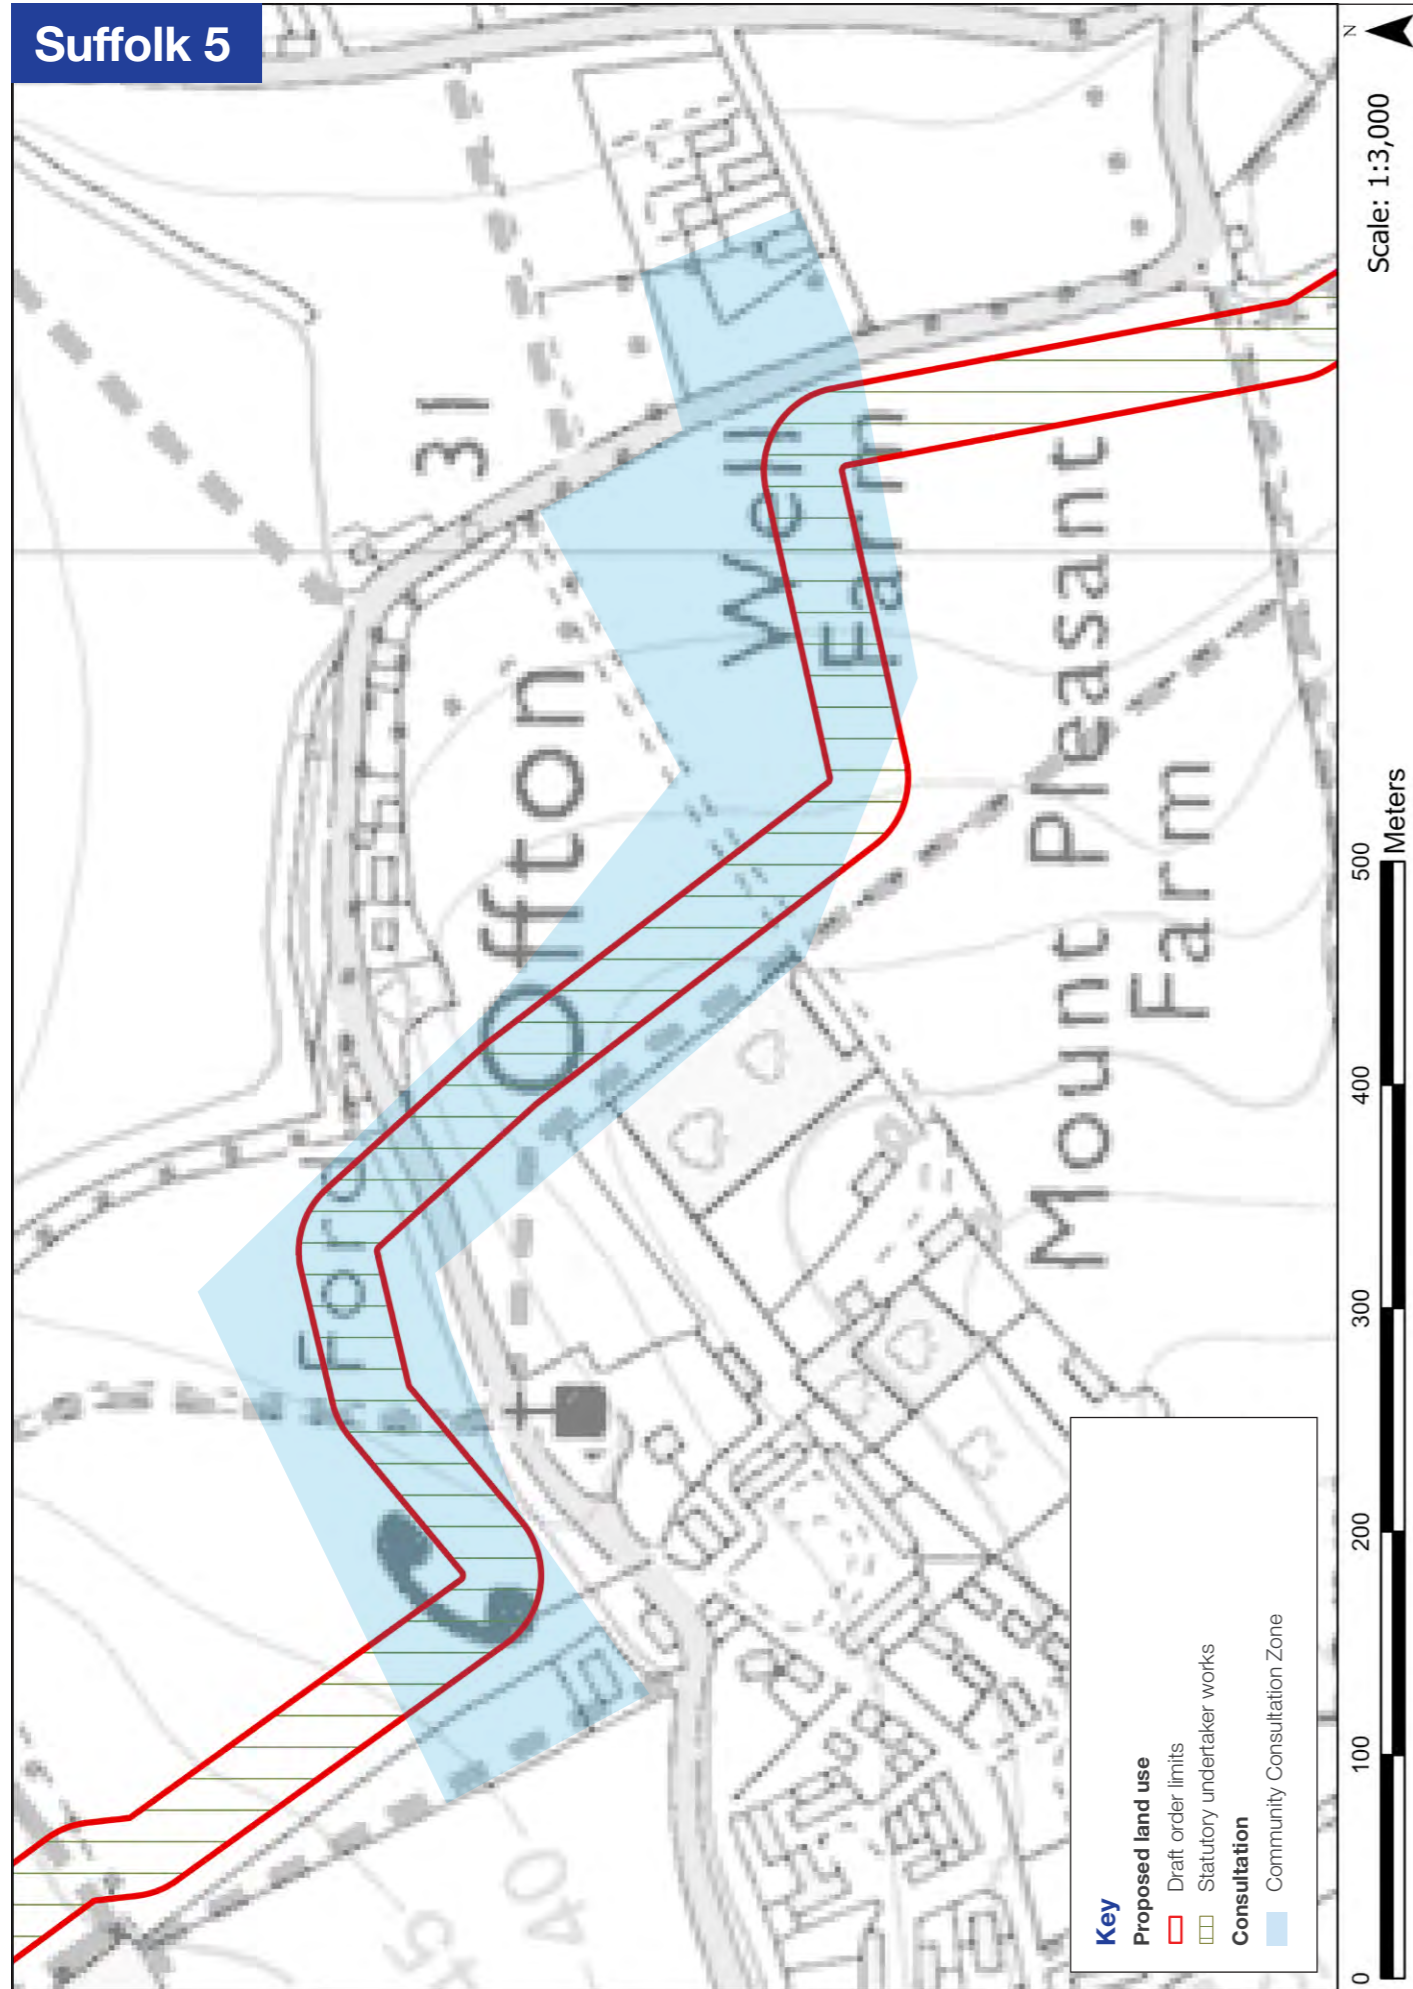 Suffolk 5
N
Scale: 1:3,000
31
Offton
Ford
Well
Farm
Mount Pleasant
Farm
40
45
Key
Proposed land use
Draft order limits
Statutory undertaker works
Consultation
Community Consultation Zone
0 100 200 300 400 500
Meters